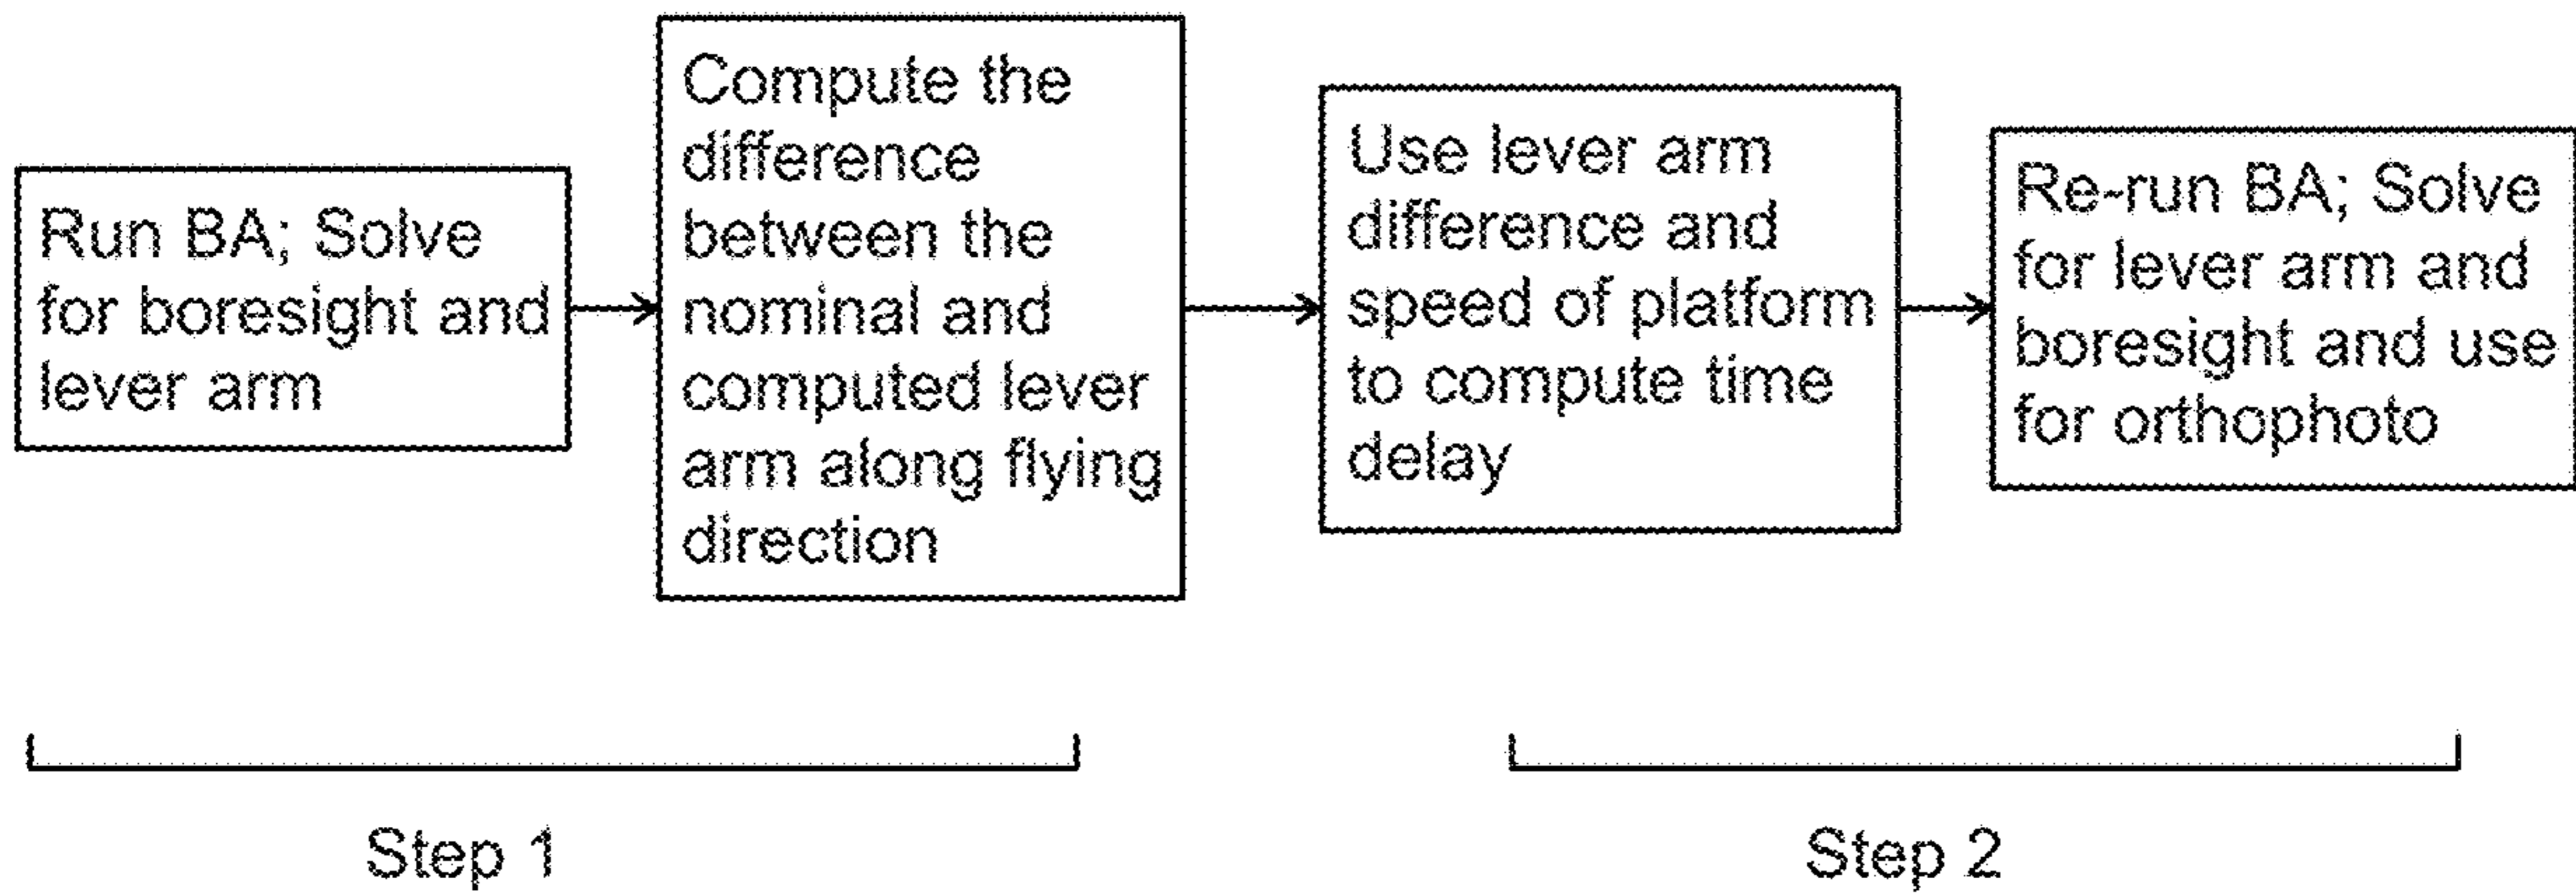 Run BA; Solve
for boresight and
lever arm
Compute the
difference
between the
nominal and
computed lever
arm along flying
direction
Use lever arm
difference and
speed of platform
to compute time
delay
Re-run BA; Solve
for lever arm and
boresight and use
for orthophoto
Step 1
Step 2